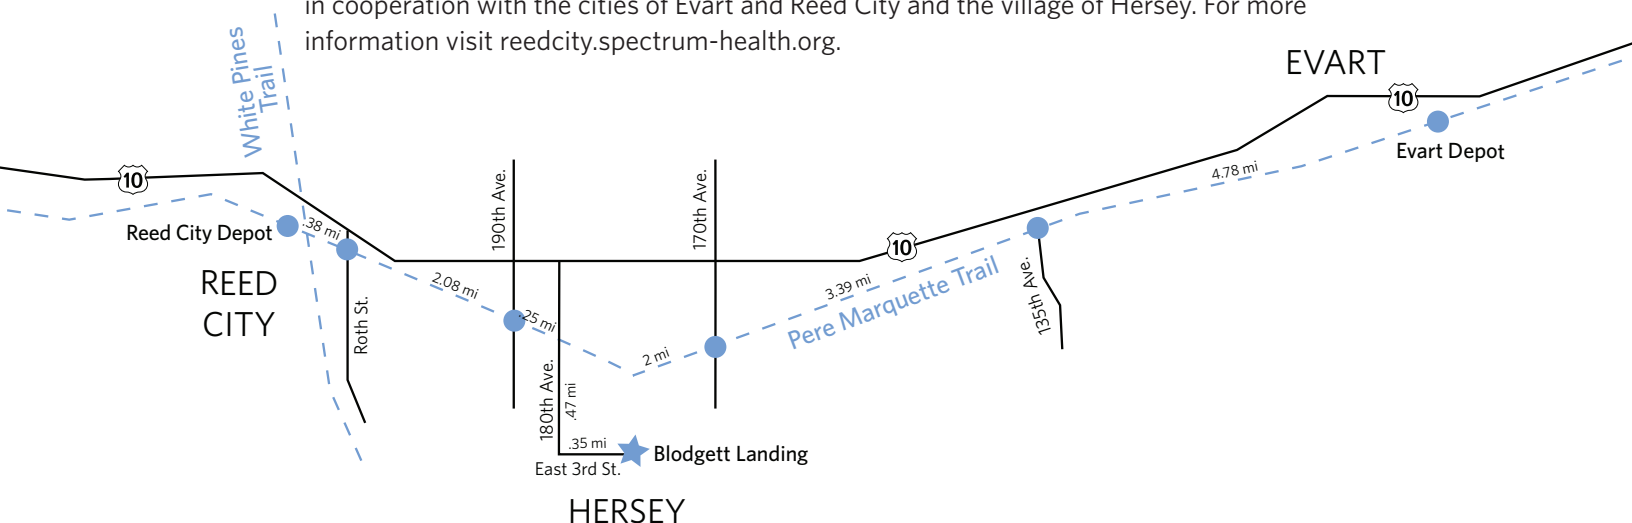 in cooperation with the cities of Evart and Reed City and the village of Hersey. For more
information visit reedcity.spectrum-health.org.
White Pines
Trail
EVART
10
Evart Depot
4.78 mi
10
190th Ave.
170th Ave.
Reed City Depot
.38 mi
10
REED
CITY
2.08 mi
3.39 mi
Pere Marquette Trail
135th Ave.
Roth St.
.25 mi
2 mi
180th Ave.
.47 mi
.35 mi
Blodgett Landing
East 3rd St.
HERSEY